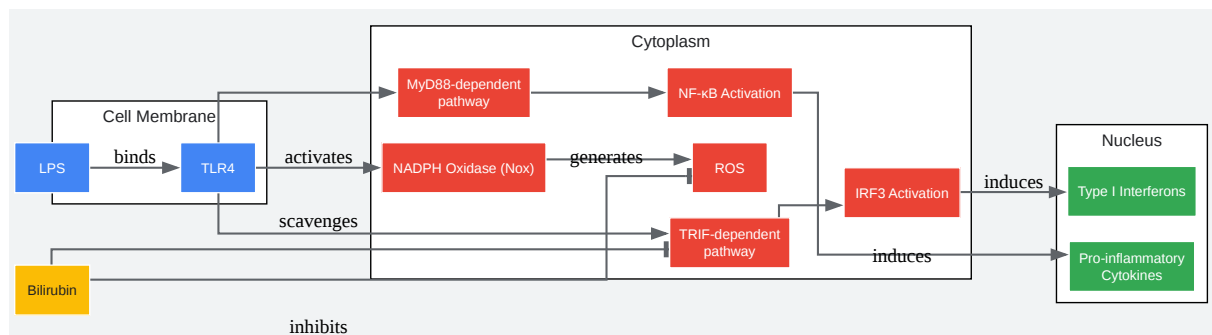 Cytoplasm
MyD88-dependent
pathway
NF-κB Activation
Cell Membrane
Nucleus
LPS
binds
TLR4
activates
NADPH Oxidase (Nox)
generates
ROS
IRF3 Activation
induces
Type I Interferons
scavenges
TRIF-dependent
pathway
induces
Pro-inflammatory
Cytokines
Bilirubin
inhibits